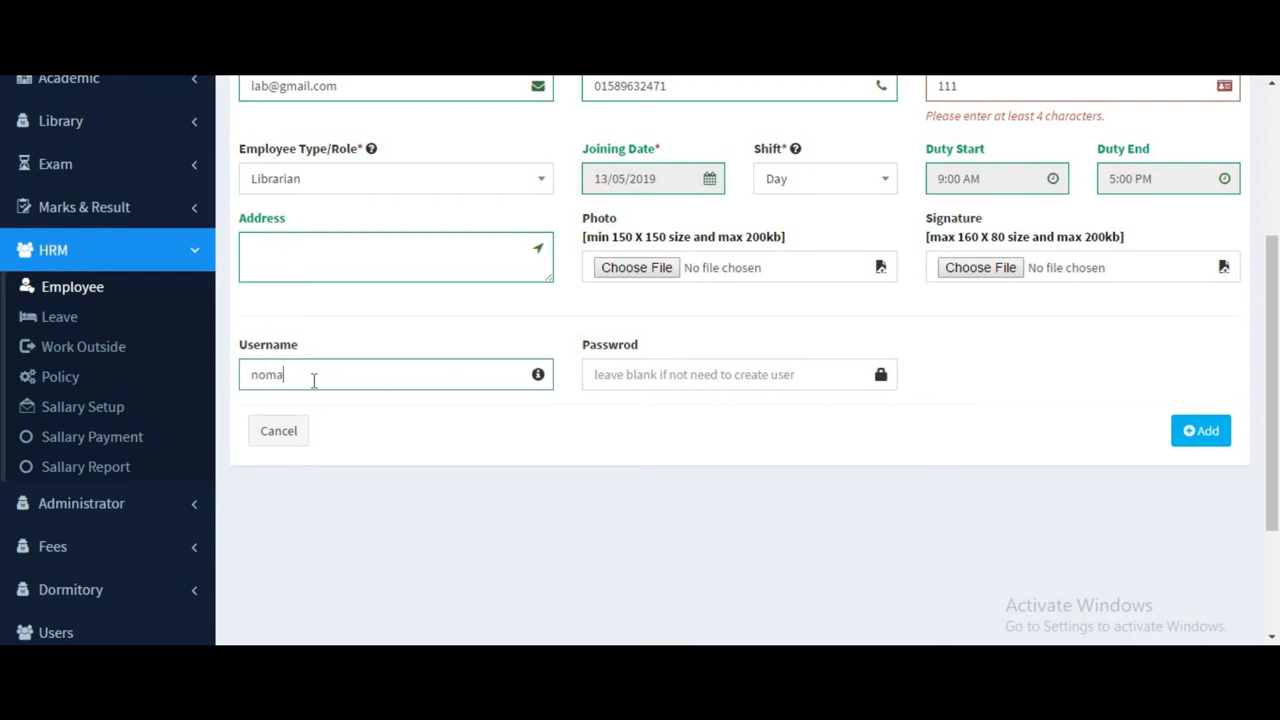 Academic
Library
Exam
Marks & Result
HRM
Employee
Leave
Work Outside
Policy
Sallary Setup
Sallary Payment
Sallary Report
Administrator
Fees
Dormitory
Users
lab@gmail.com
01589632471
111
Please enter at least 4 characters.
Employee Type/Role*
Joining Date*
Shift*
Duty Start
Duty End
Librarian
13/05/2019
Day
9:00 AM
5:00 PM
Address
Photo
[min 150 X 150 size and max 200kb]
Choose File No file chosen
Signature
[max 160 X 80 size and max 200kb]
Choose File No file chosen
Username
Passwrod
noma
leave blank if not need to create user
Cancel
Add
Activate Windows
Go to Settings to activate Windows.